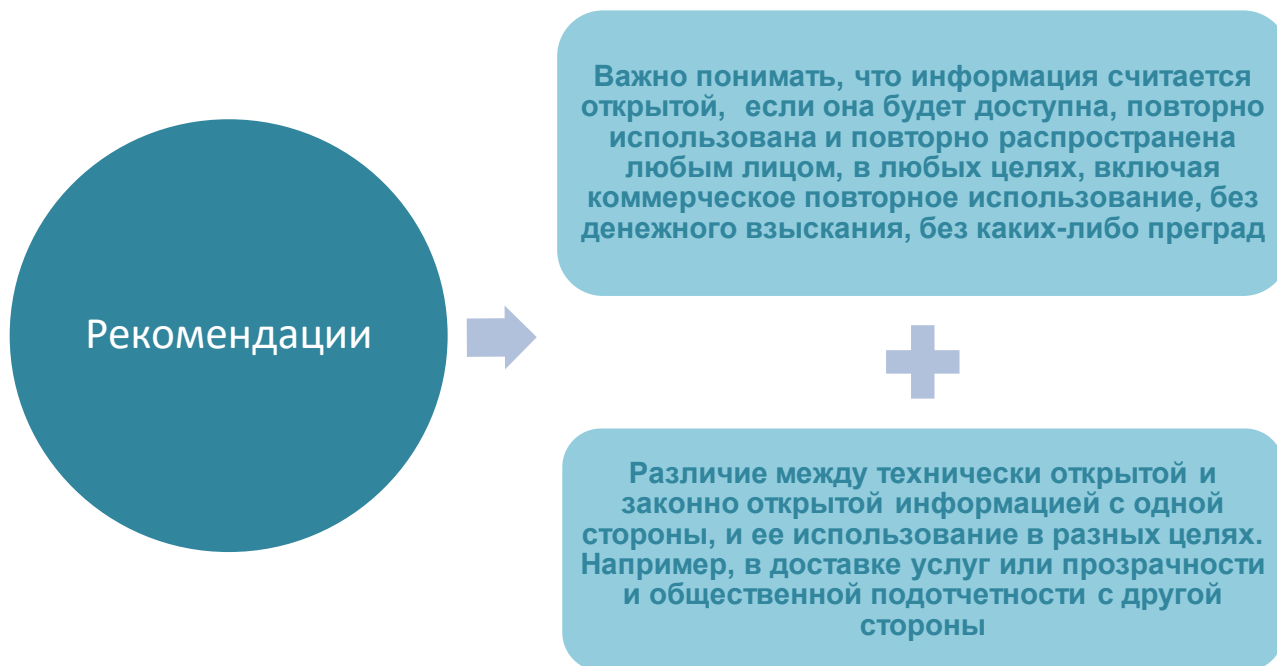 Рекомендации
Важно понимать, что информация считается
открытой, если она будет доступна, повторно
использована и повторно распространена
любым лицом, в любых целях, включая
коммерческое повторное использование, без
денежного взыскания, без каких-либо преград
Различие между технически открытой и
законно открытой информацией с одной
стороны, и ее использование в разных целях.
Например, в доставке услуг или прозрачности
и общественной подотчетности с другой
стороны